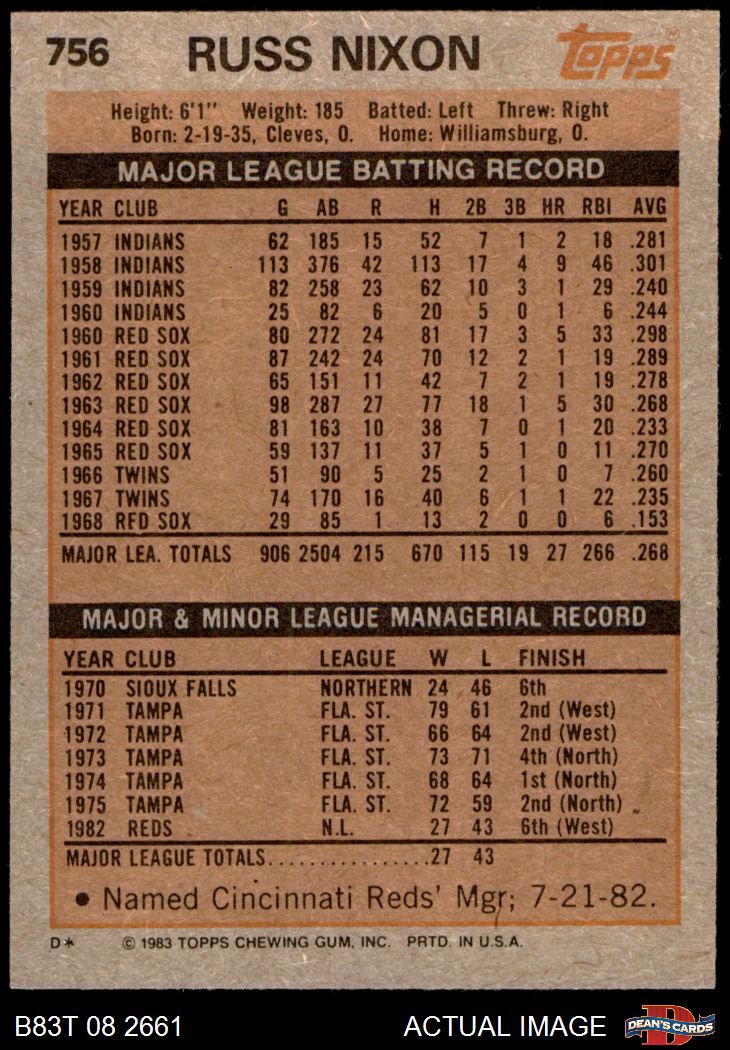 756 RUSS NIXON Topps®
Height: 6'1" Weight: 185 Batted: Left Threw: Right
Born: 2-19-35, Cleves, O. Home: Williamsburg, O.
MAJOR LEAGUE BATTING RECORD
YEAR CLUB G AB R H 2B 3B HR RBI AVG
1957 INDIANS 62 185 15 52 7 1 2 18 .281
1958 INDIANS 113 376 42 113 17 4 9 46 .301
1959 INDIANS 82 258 23 62 10 3 1 29 .240
1960 INDIANS 25 82 6 20 5 0 1 6 .244
1960 RED SOX 80 272 24 81 17 3 5 33 .298
1961 RED SOX 87 242 24 70 12 2 1 19 .289
1962 RED SOX 65 151 11 42 7 2 1 19 .278
1963 RED SOX 98 287 27 77 18 1 5 30 .268
1964 RED SOX 81 163 10 38 7 0 1 20 .233
1965 RED SOX 59 137 11 37 5 1 0 11 .270
1966 TWINS 51 90 5 25 2 1 0 7 .260
1967 TWINS 74 170 16 40 6 1 1 22 .235
1968 RED SOX 29 85 1 13 2 0 0 6 .153
MAJOR LEA. TOTALS 906 2504 215 670 115 19 27 266 .268
MAJOR & MINOR LEAGUE MANAGERIAL RECORD
YEAR CLUB LEAGUE W L FINISH
1970 SIOUX FALLS NORTHERN 24 46 6th
1971 TAMPA FLA. ST. 79 61 2nd (West)
1972 TAMPA FLA. ST. 66 64 2nd (West)
1973 TAMPA FLA. ST. 73 71 4th (North)
1974 TAMPA FLA. ST. 68 64 1st (North)
1975 TAMPA FLA. ST. 72 59 2nd (North)
1982 REDS N.L. 27 43 6th (West)
MAJOR LEAGUE TOTALS................27 43
• Named Cincinnati Reds' Mgr; 7-21-82.
D* © 1983 TOPPS CHEWING GUM, INC. PRTD. IN U.S.A.
B83T 08 2661 ACTUAL IMAGE D DEAN'S CARDS